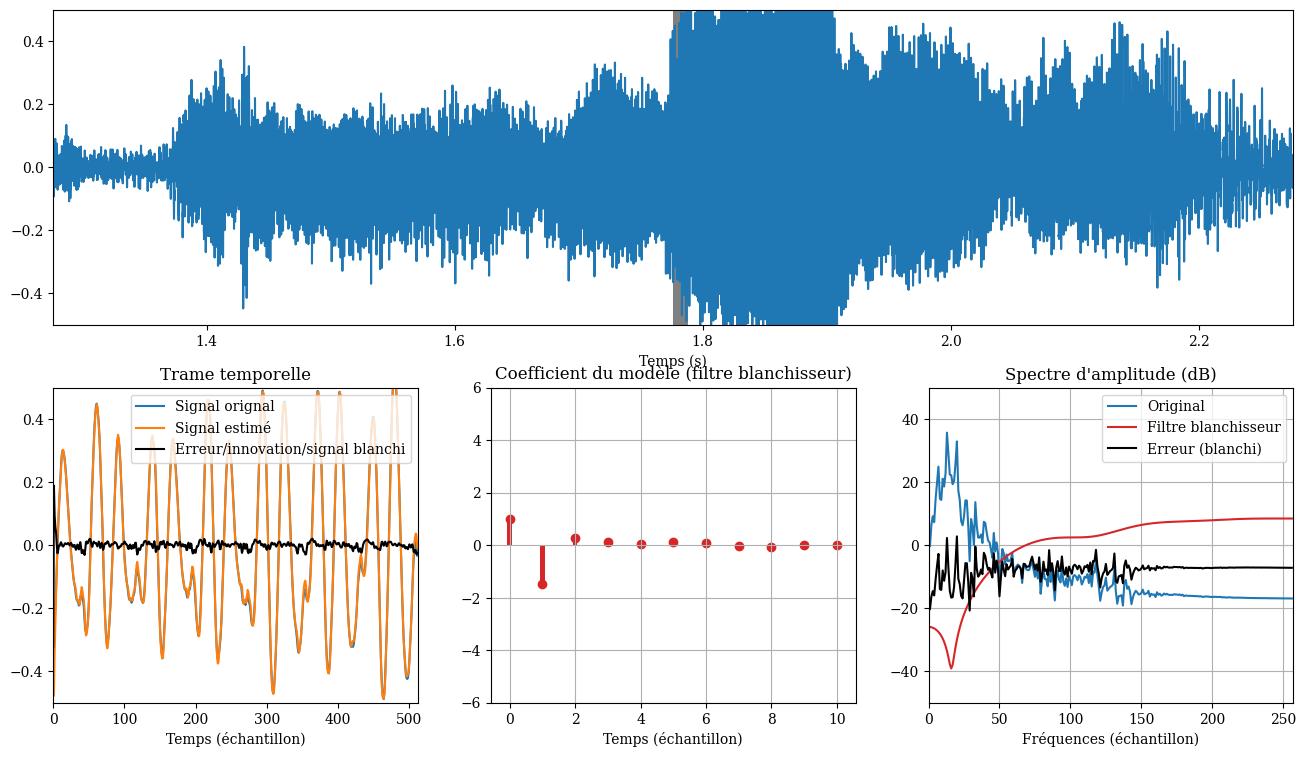 0.4
0.2
0.0
−0.2
−0.4
1.4 1.6 1.8 2.0 2.2
Temps (s)
Trame temporelle
Signal orignal
Signal estimé
Erreur/innovation/signal blanchi
0.4
0.2
0.0
−0.2
−0.4
0 100 200 300 400 500
Temps (échantillon)
Coefficient du modèle (filtre blanchisseur)
6
4
2
0
−2
−4
−6
0 2 4 6 8 10
Temps (échantillon)
Spectre d'amplitude (dB)
Original
Filtre blanchisseur
Erreur (blanchi)
40
20
0
−20
−40
0 50 100 150 200 250
Fréquences (échantillon)